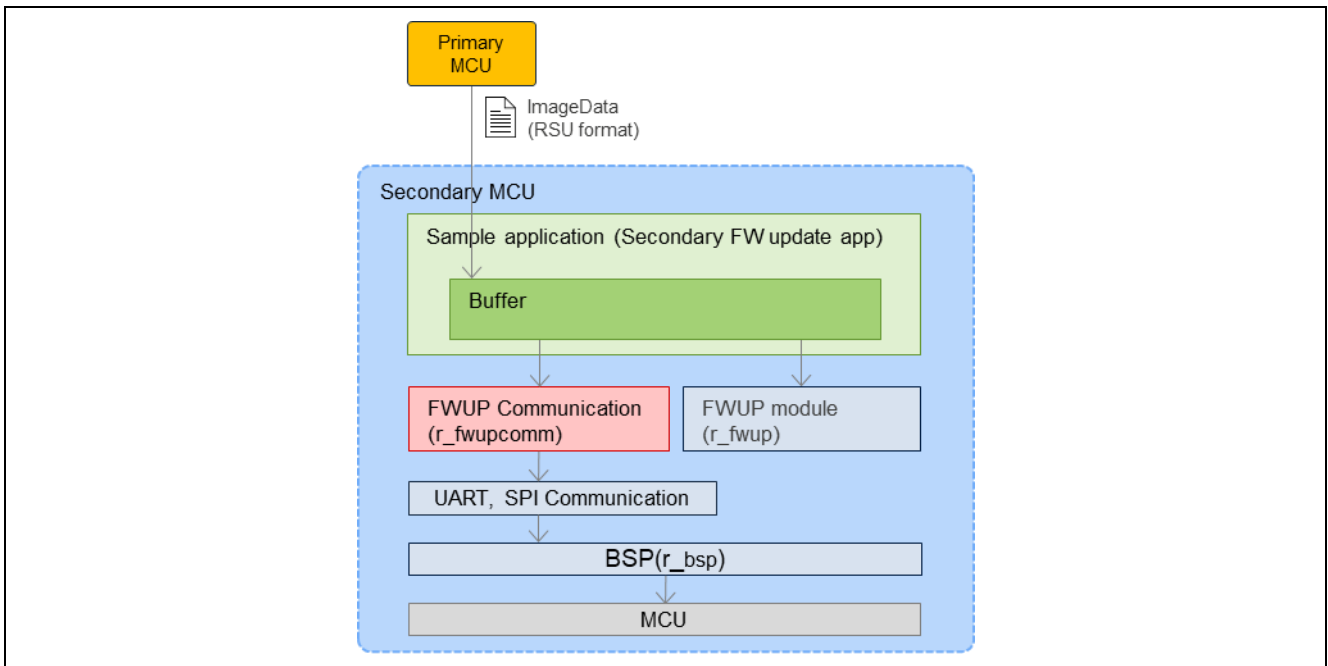 Primary
MCU
ImageData
(RSU format)
Secondary MCU
Sample application (Secondary FW update app)
Buffer
FWUP Communication
(r_fwupcomm)
FWUP module
(r_fwup)
UART, SPI Communication
BSP(r_bsp)
MCU